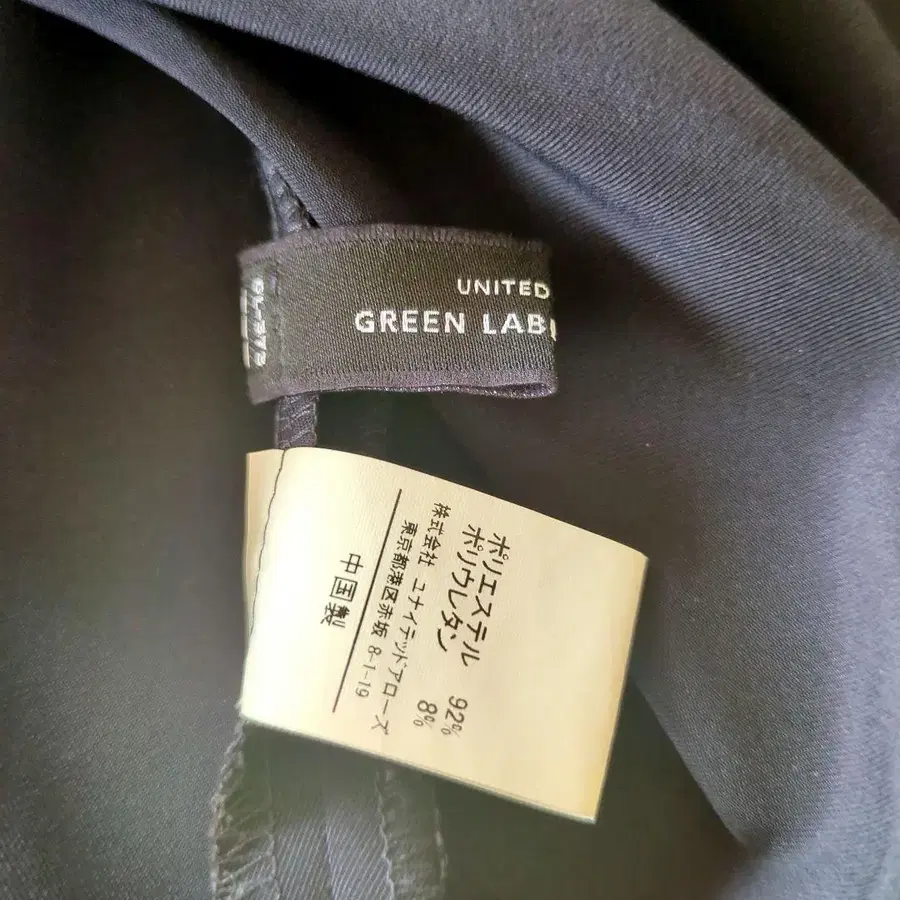 UNITED
GREEN LAB
ポリエステル 92%
ポリウレタン 8%
株式会社 ユナイテッドアローズ
東京都港区赤坂 8-1-19
中国製